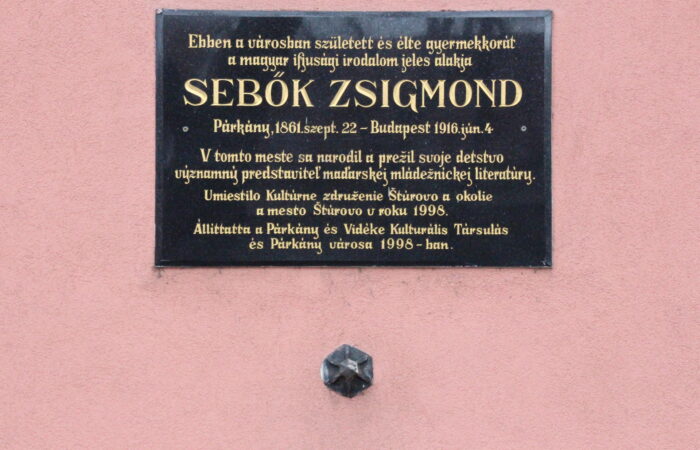 Ebben a városban született és élte gyermekkorát
a magyar ifjusági irodalom jeles alakja
SEBŐK ZSIGMOND
Párkány, 1861.szept. 22 – Budapest 1916.jún. 4
V tomto meste sa narodil a prežil svoje detstvo
významný predstaviteľ maďarskej mládežníckej literatúry.
Umiestilo Kultúrne združenie Štúrovo a okolie
a mesto Štúrovo v roku 1998.
Állíttatta a Párkány és Vidéke Kulturális Társulás
és Párkány városa 1998-ban.